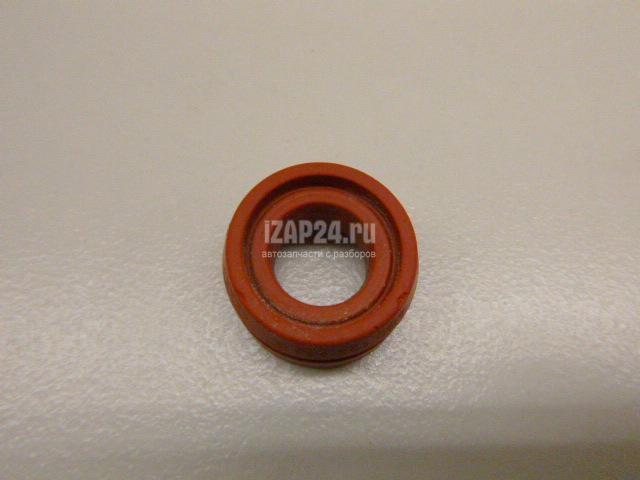 iZAP24.ru
автозапчасти с разборов